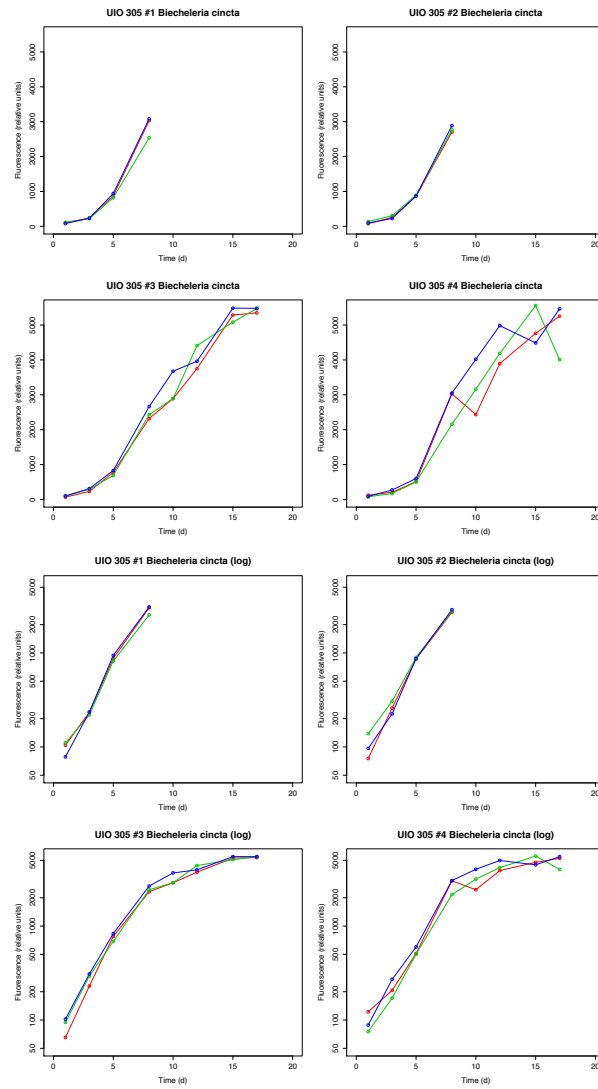 UIO 305 #1 Biecheleria cincta
Fluorescence (relative units)
0 1000 2000 3000 4000 5000
0 5 10 15 20
Time (d)
UIO 305 #2 Biecheleria cincta
Fluorescence (relative units)
0 1000 2000 3000 4000 5000
0 5 10 15 20
Time (d)
UIO 305 #3 Biecheleria cincta
Fluorescence (relative units)
0 1000 2000 3000 4000 5000
0 5 10 15 20
Time (d)
UIO 305 #4 Biecheleria cincta
Fluorescence (relative units)
0 1000 2000 3000 4000 5000
0 5 10 15 20
Time (d)
UIO 305 #1 Biecheleria cincta (log)
Fluorescence (relative units)
50 100 200 500 1000 2000 5000
0 5 10 15 20
Time (d)
UIO 305 #2 Biecheleria cincta (log)
Fluorescence (relative units)
50 100 200 500 1000 2000 5000
0 5 10 15 20
Time (d)
UIO 305 #3 Biecheleria cincta (log)
Fluorescence (relative units)
50 100 200 500 1000 2000 5000
0 5 10 15 20
Time (d)
UIO 305 #4 Biecheleria cincta (log)
Fluorescence (relative units)
50 100 200 500 1000 2000 5000
0 5 10 15 20
Time (d)